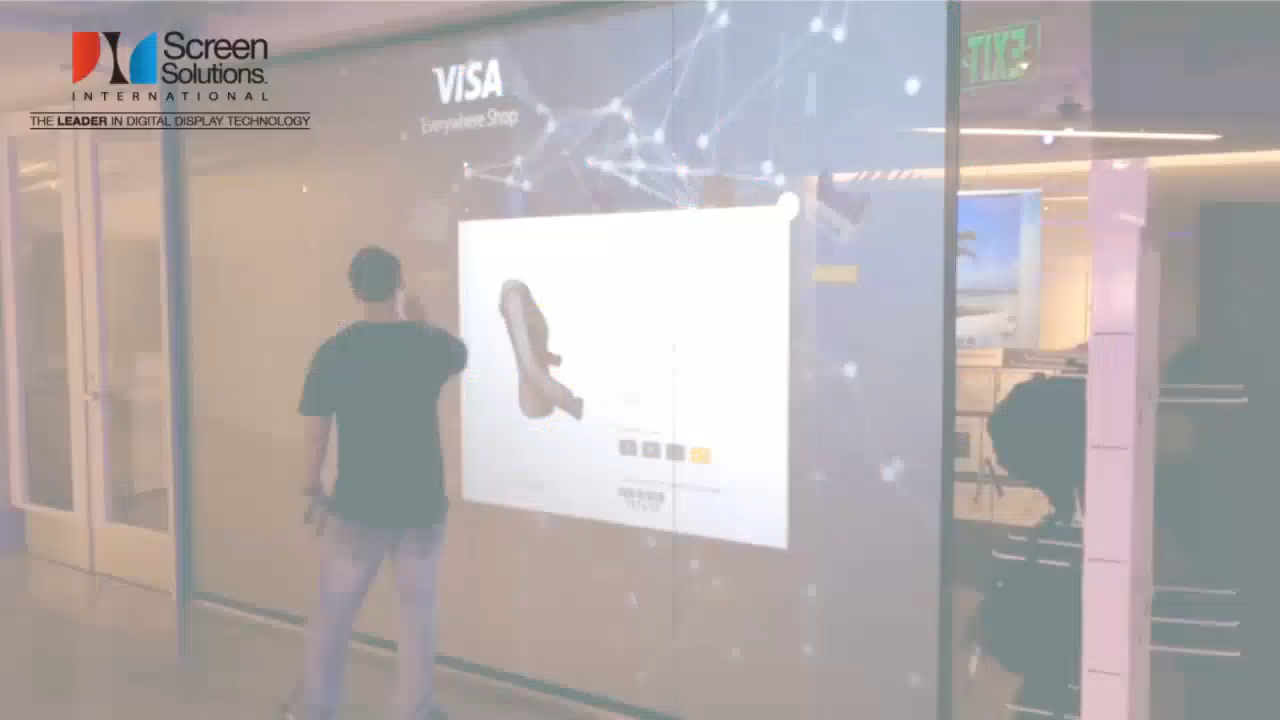 Screen
Solutions
INTERNATIONAL
THE LEADER IN DIGITAL DISPLAY TECHNOLOGY
VISA
Everywhere Shop
EXIT